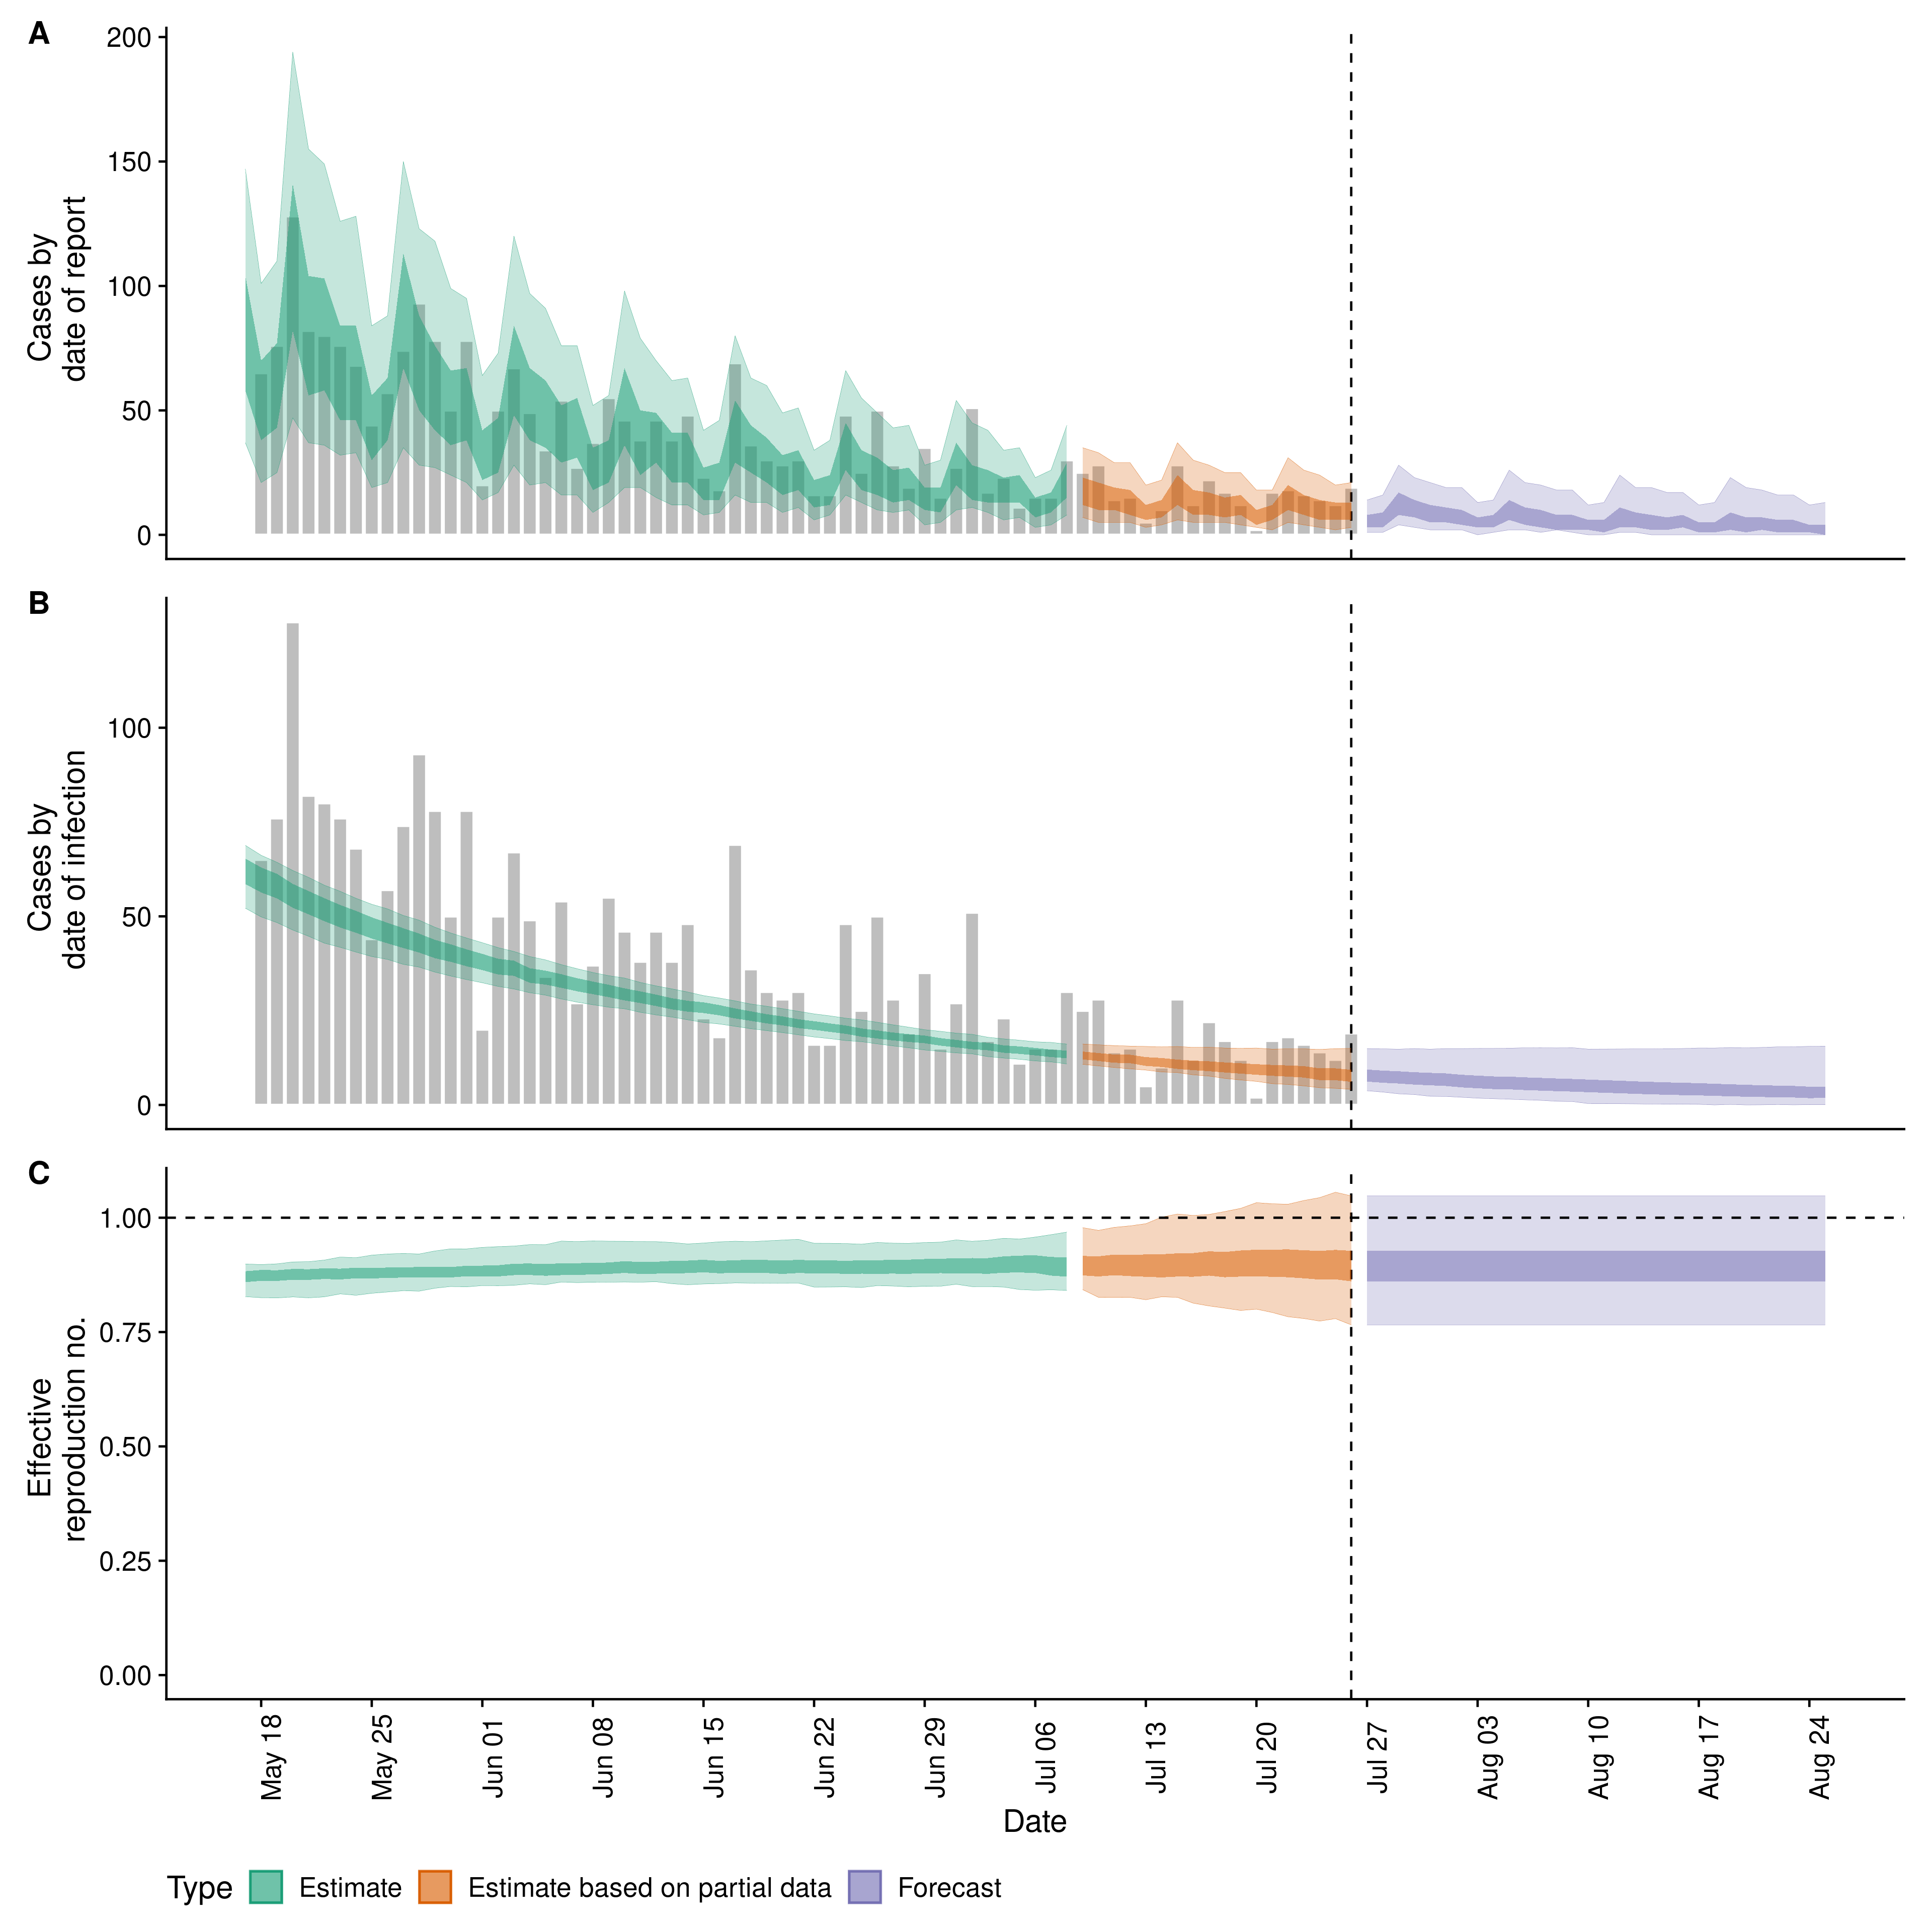 A
Cases by
date of report
200
150
100
50
0
B
Cases by
date of infection
100
50
0
C
Effective
reproduction no.
1.00
0.75
0.50
0.25
0.00
May 18
May 25
Jun 01
Jun 08
Jun 15
Jun 22
Jun 29
Jul 06
Jul 13
Jul 20
Jul 27
Aug 03
Aug 10
Aug 17
Aug 24
Date
Type Estimate Estimate based on partial data Forecast